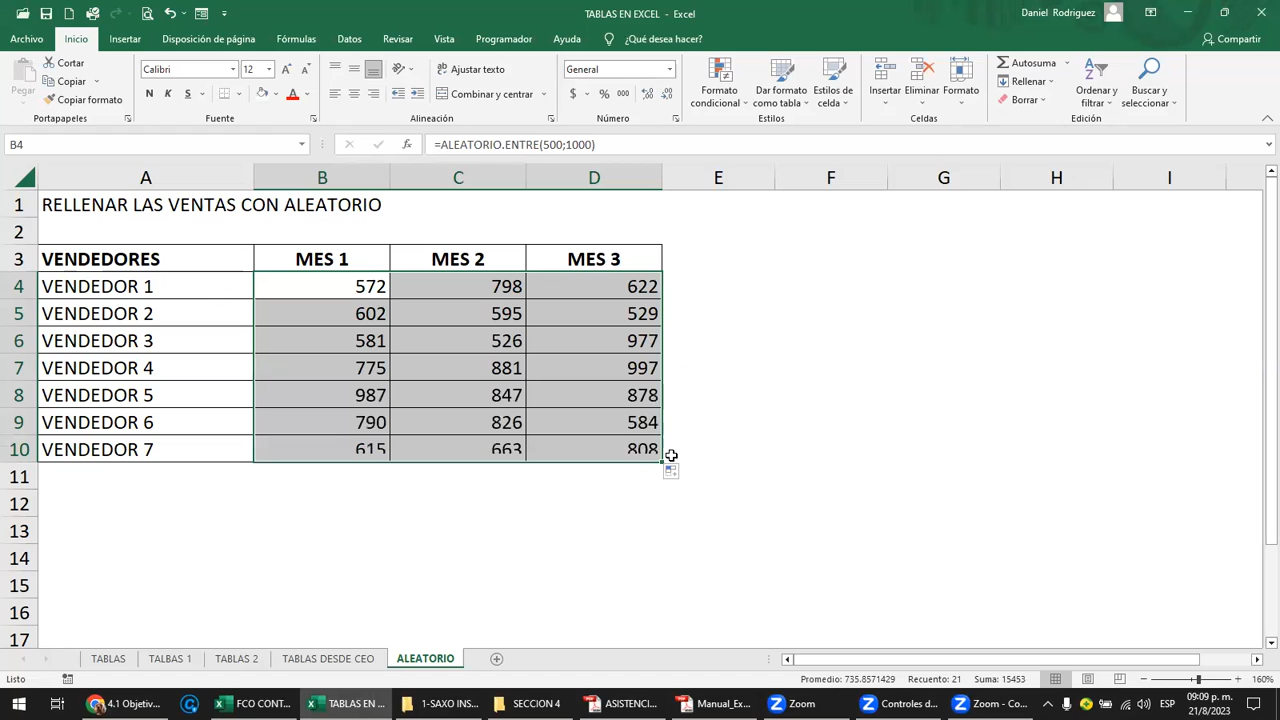 TABLAS EN EXCEL - Excel
Daniel Rodriguez
Archivo Inicio Insertar Disposición de página Fórmulas Datos Revisar Vista Programador Ayuda ¿Qué desea hacer? Compartir
Pegar
Cortar
Copiar
Copiar formato
Portapapeles
Calibri 12
N K S
Fuente
Ajustar texto
Combinar y centrar
Alineación
General
$ % 000
Número
Formato condicional
Dar formato como tabla
Estilos de celda
Estilos
Insertar Eliminar Formato
Celdas
Autosuma
Rellenar
Borrar
Ordenar y filtrar
Buscar y seleccionar
Edición
B4 fx =ALEATORIO.ENTRE(500;1000)
A B C D E F G H I
1 RELLENAR LAS VENTAS CON ALEATORIO
2
3 VENDEDORES MES 1 MES 2 MES 3
4 VENDEDOR 1 572 798 622
5 VENDEDOR 2 602 595 529
6 VENDEDOR 3 581 526 977
7 VENDEDOR 4 775 881 997
8 VENDEDOR 5 987 847 878
9 VENDEDOR 6 790 826 584
10 VENDEDOR 7 615 663 808
11
12
13
14
15
16
17
TABLAS TALBAS 1 TABLAS 2 TABLAS DESDE CEO ALEATORIO
Listo Promedio: 735.8571429 Recuento: 21 Suma: 15453 160%
4.1 Objetiv... FCO CONT... TABLAS EN ... 1-SAXO INS... SECCION 4 ASISTENCI... Manual_Ex... Zoom Controles d... Zoom - Co... ESP 09:09 p. m.
21/8/2023